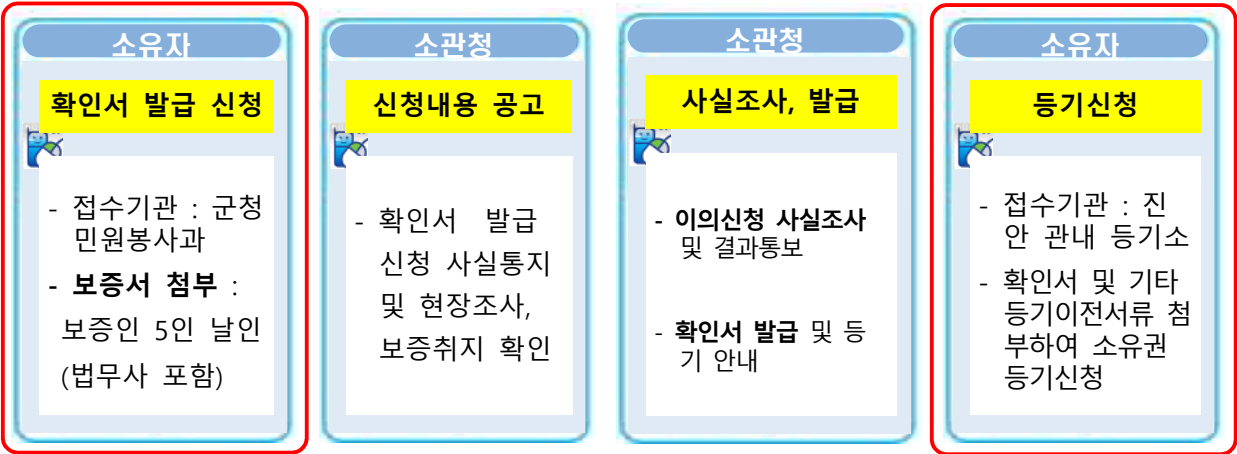 소유자
확인서 발급 신청
- 접수기관 : 군청
민원봉사과
- 보증서 첨부 :
보증인 5인 날인
(법무사 포함)
소관청
신청내용 공고
- 확인서 발급
신청 사실통지
및 현장조사,
보증취지 확인
소관청
사실조사, 발급
- 이의신청 사실조사
및 결과통보
- 확인서 발급 및 등
기 안내
소유자
등기신청
- 접수기관 : 진
안 관내 등기소
- 확인서 및 기타
등기이전서류 첨
부하여 소유권
등기신청